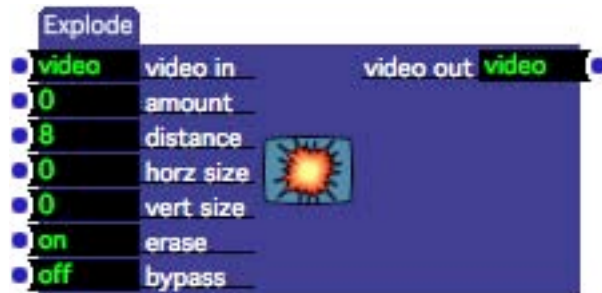 Explode
video video in video out video
0 amount
8 distance
0 horz size
0 vert size
on erase
off bypass